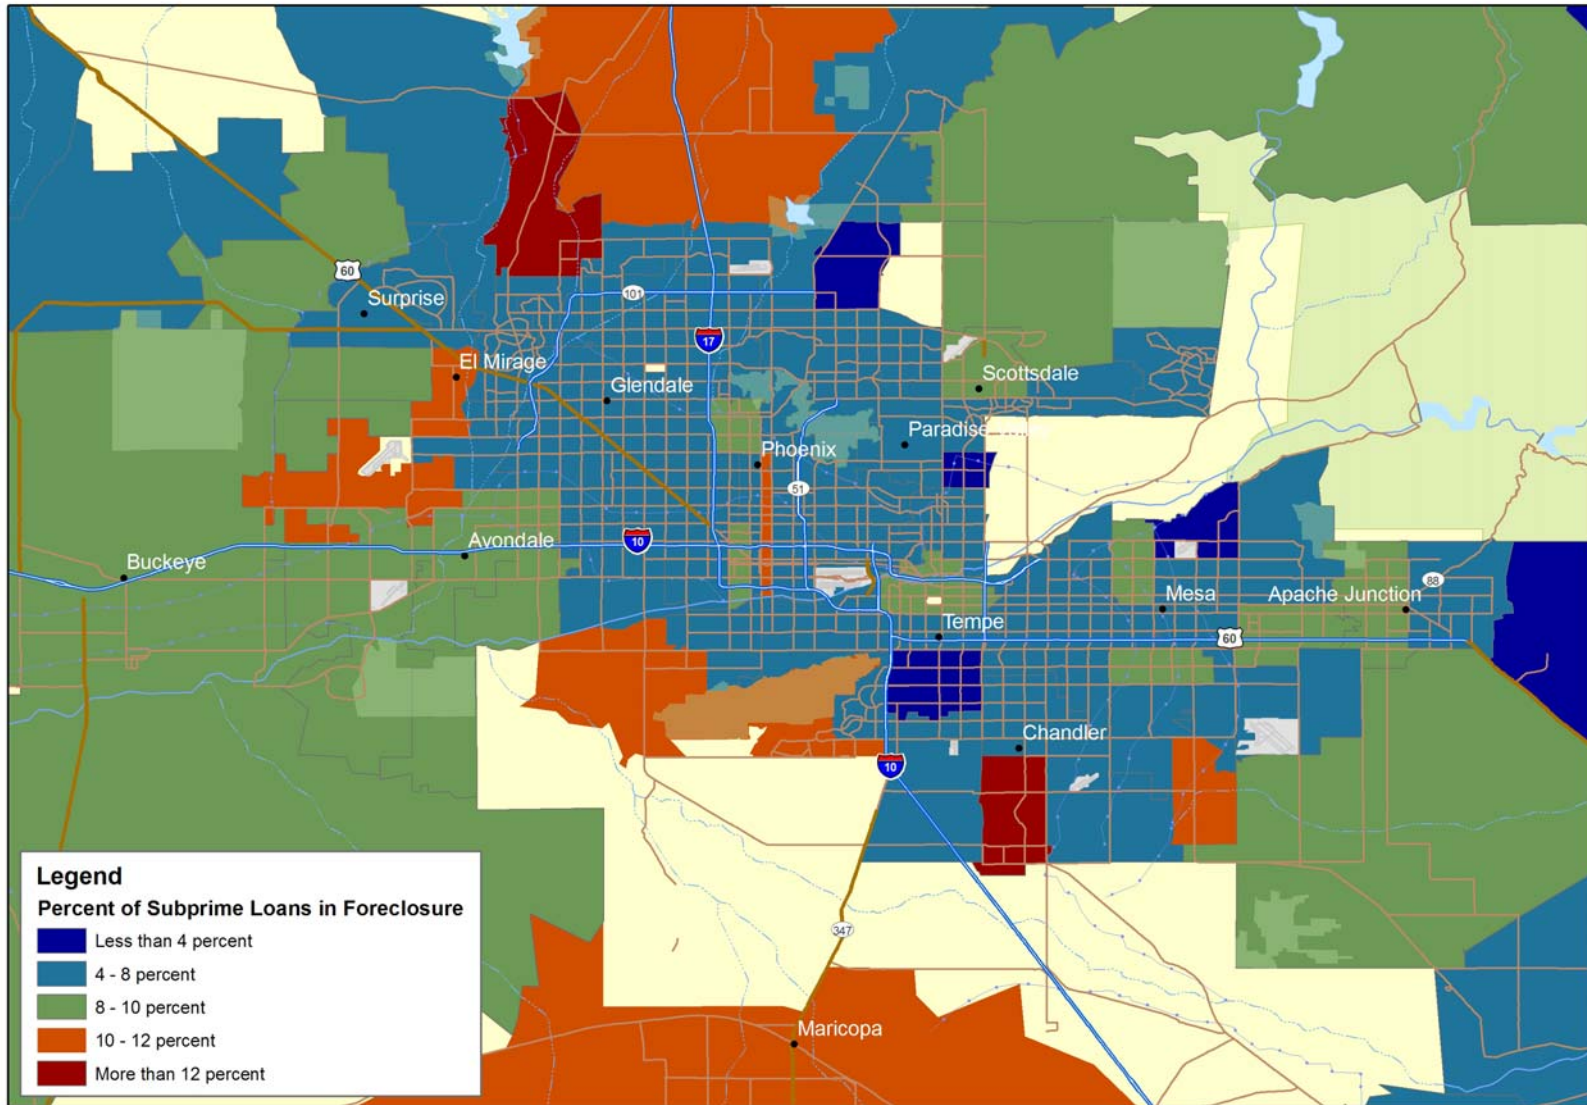 60
Surprise
101
17
El Mirage
Glendale
Scottsdale
Paradise
Phoenix
51
10
Avondale
Buckeye
88
Mesa
Apache Junction
Tempe
60
Chandler
10
347
Maricopa
Legend
Percent of Subprime Loans in Foreclosure
Less than 4 percent
4 - 8 percent
8 - 10 percent
10 - 12 percent
More than 12 percent